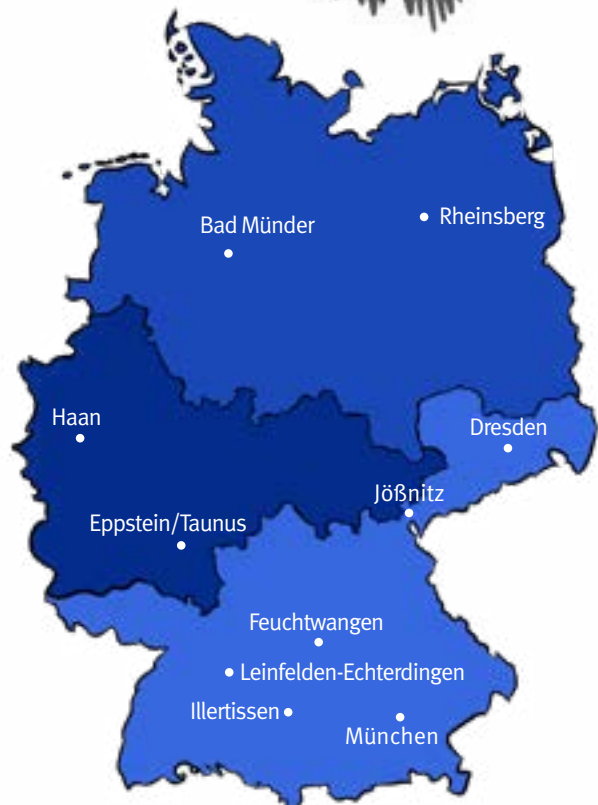 Rheinsberg
Bad Münder
Haan
Dresden
Jößnitz
Eppstein/Taunus
Feuchtwangen
Leinfelden-Echterdingen
Illertissen
München